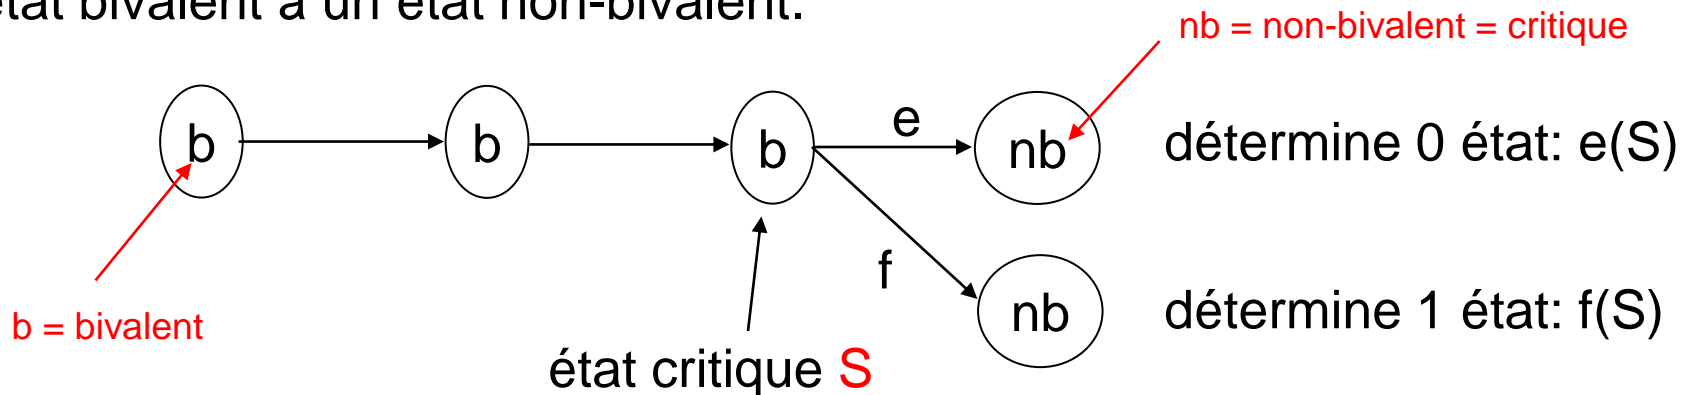 état bivalent à un état non-bivalent.
nb = non-bivalent = critique
b
b
b
e
nb
détermine 0 état: e(S)
f
nb
détermine 1 état: f(S)
b = bivalent
état critique S